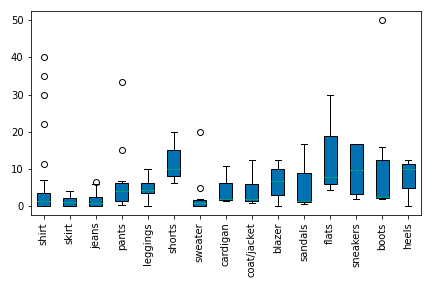 50
40
30
20
10
0
shirt
skirt
jeans
pants
leggings
shorts
sweater
cardigan
coat/jacket
blazer
sandals
flats
sneakers
boots
heels